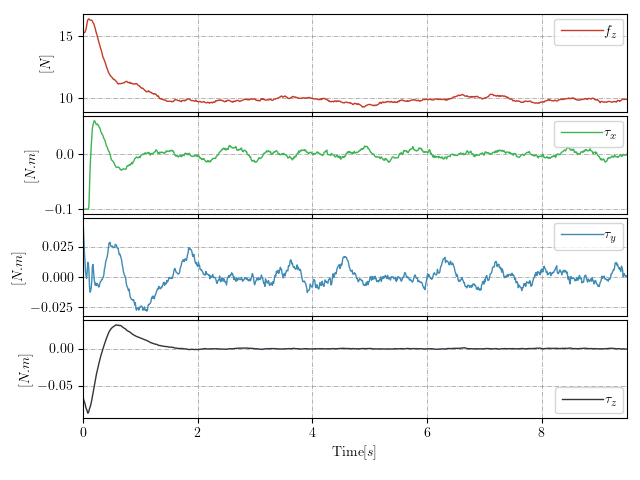 15
10
[N]
f_z
0.0
−0.1
[N.m]
τ_x
0.025
0.000
−0.025
[N.m]
τ_y
0.00
−0.05
[N.m]
τ_z
0 2 4 6 8
Time[s]